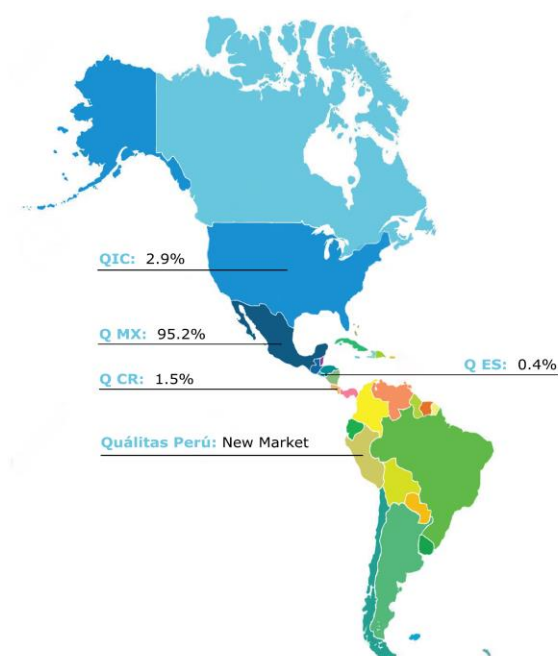 QIC: 2.9%
Q MX: 95.2%
Q ES: 0.4%
Q CR: 1.5%
Quálitas Perú: New Market